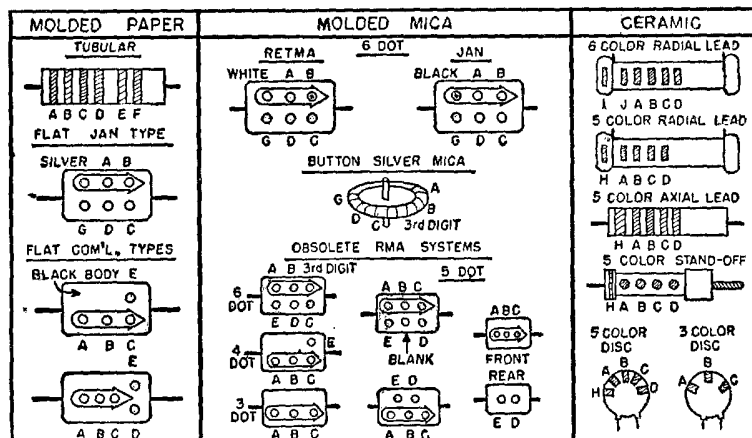 MOLDED PAPER
TUBULAR
A B C D E F
FLAT JAN TYPE
SILVER A B
G D C
FLAT COM'L. TYPES
BLACK BODY E
A B C
E
A B C D
MOLDED MICA
6 DOT
RETMA
WHITE A B
G D C
JAN
BLACK A B
G D C
BUTTON SILVER MICA
A
B
3rd DIGIT
C
D
G
OBSOLETE RMA SYSTEMS
A B 3rd DIGIT
6 DOT
E D C
4 DOT
E
A B C
3 DOT
A B C
5 DOT
A B C
E D
BLANK
E D
A B C
ABC
FRONT
REAR
E D
CERAMIC
6 COLOR RADIAL LEAD
I J A B C D
5 COLOR RADIAL LEAD
H A B C D
5 COLOR AXIAL LEAD
H A B C D
5 COLOR STAND-OFF
H A B C D
5 COLOR DISC
H A B C D
3 COLOR DISC
A B C